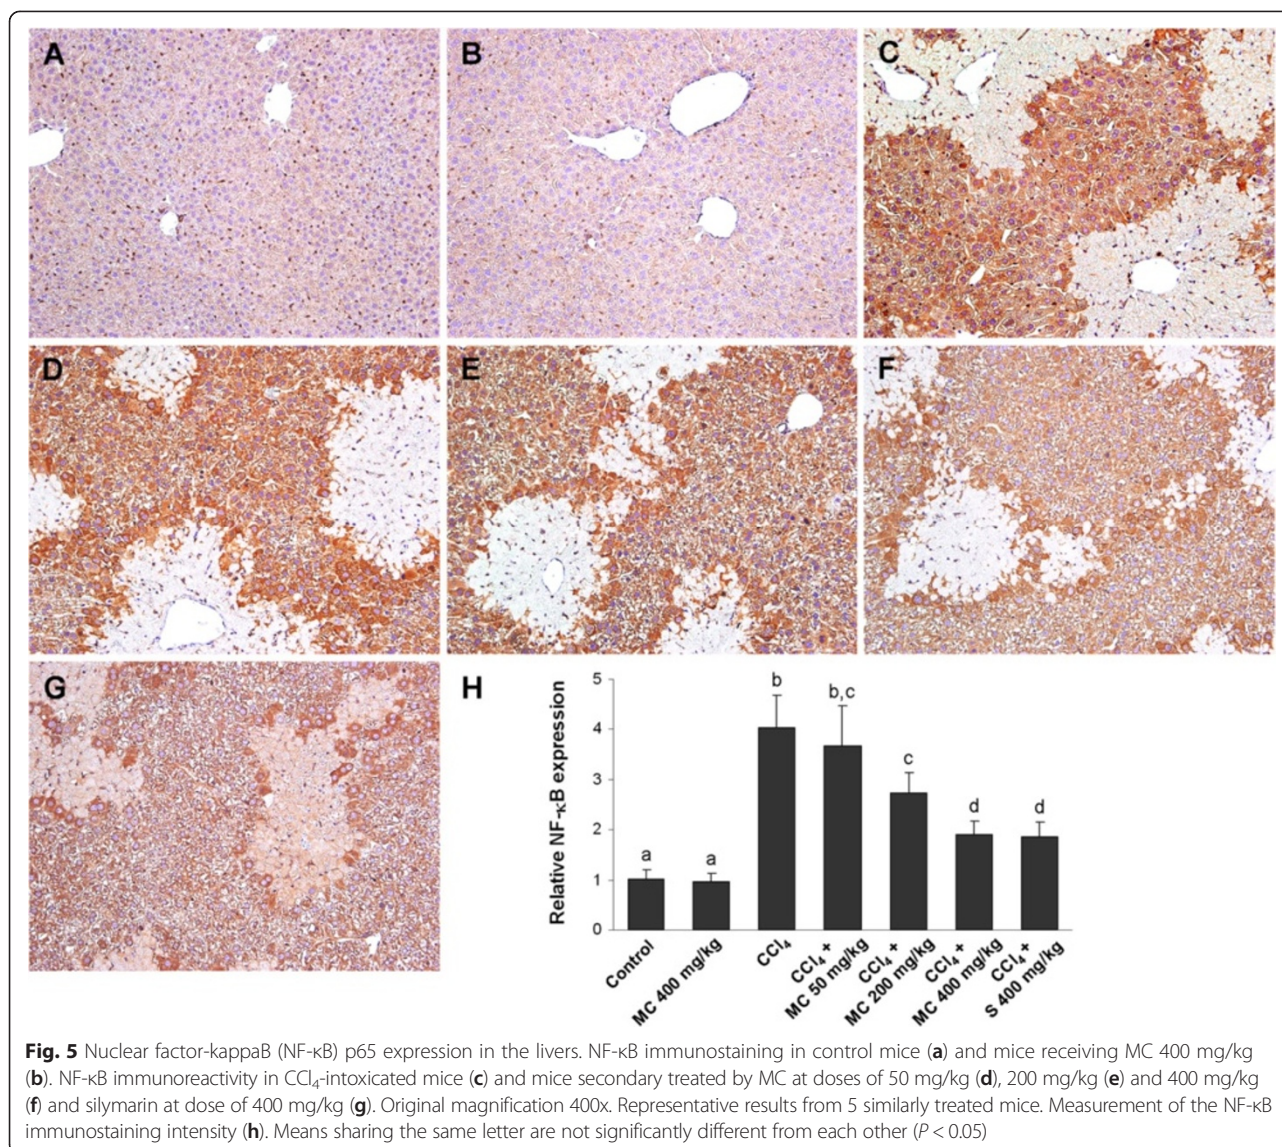 A
B
C
D
E
F
G
H
Relative NF-κB expression
5
4
3
2
1
0
a
a
b
b,c
c
d
d
Control
MC 400 mg/kg
CCl₄
CCl₄ +
MC 50 mg/kg
CCl₄ +
MC 200 mg/kg
CCl₄ +
MC 400 mg/kg
CCl₄ +
S 400 mg/kg
Fig. 5 Nuclear factor-kappaB (NF-κB) p65 expression in the livers. NF-κB immunostaining in control mice (a) and mice receiving MC 400 mg/kg
(b). NF-κB immunoreactivity in CCl₄-intoxicated mice (c) and mice secondary treated by MC at doses of 50 mg/kg (d), 200 mg/kg (e) and 400 mg/kg
(f) and silymarin at dose of 400 mg/kg (g). Original magnification 400x. Representative results from 5 similarly treated mice. Measurement of the NF-κB
immunostaining intensity (h). Means sharing the same letter are not significantly different from each other (P < 0.05)